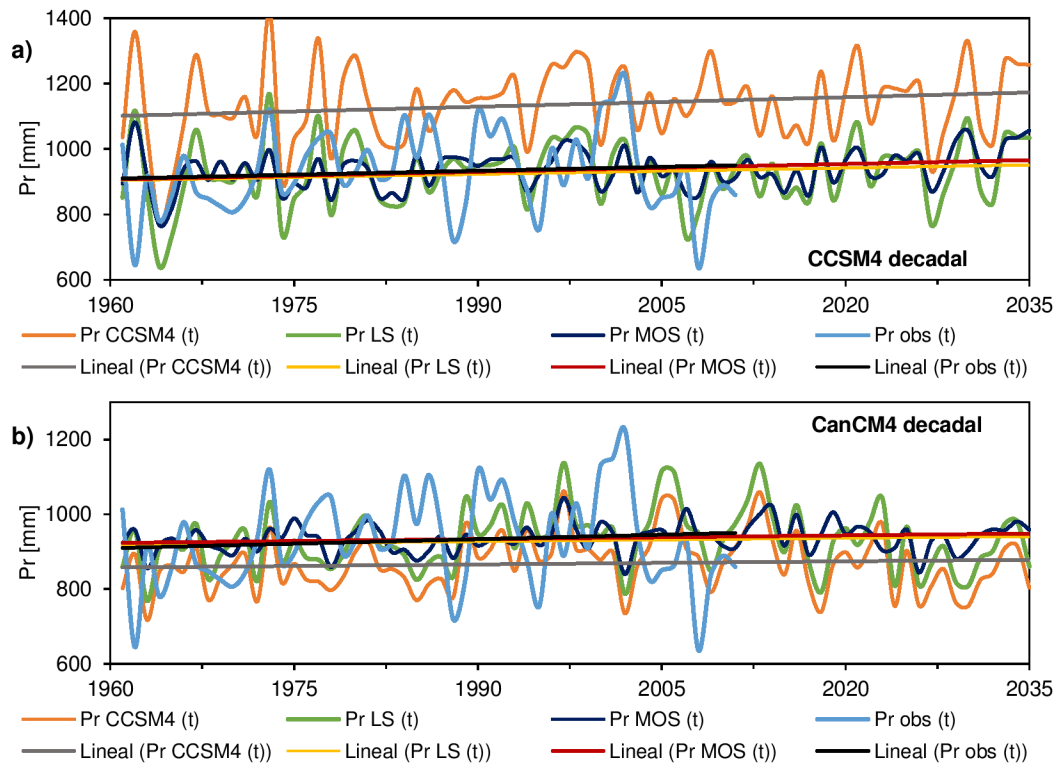 1400
a)
1200
1000
Pr [mm]
800
600
CCSM4 decadal
1960 1975 1990 2005 2020 2035
Pr CCSM4 (t) Pr LS (t) Pr MOS (t) Pr obs (t)
Lineal (Pr CCSM4 (t)) Lineal (Pr LS (t)) Lineal (Pr MOS (t)) Lineal (Pr obs (t))
b)
CanCM4 decadal
1200
1000
Pr [mm]
800
600
1960 1975 1990 2005 2020 2035
Pr CCSM4 (t) Pr LS (t) Pr MOS (t) Pr obs (t)
Lineal (Pr CCSM4 (t)) Lineal (Pr LS (t)) Lineal (Pr MOS (t)) Lineal (Pr obs (t))